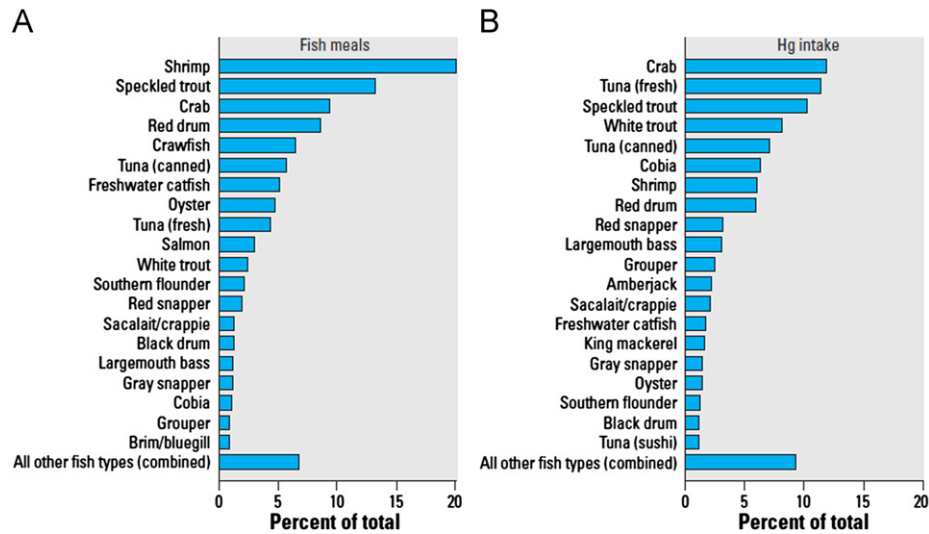 A
Fish meals
Shrimp
Speckled trout
Crab
Red drum
Crawfish
Tuna (canned)
Freshwater catfish
Oyster
Tuna (fresh)
Salmon
White trout
Southern flounder
Red snapper
Sacalait/crappie
Black drum
Largemouth bass
Gray snapper
Cobia
Grouper
Brim/bluegill
All other fish types (combined)
0 5 10 15 20
Percent of total
B
Hg intake
Crab
Tuna (fresh)
Speckled trout
White trout
Tuna (canned)
Cobia
Shrimp
Red drum
Red snapper
Largemouth bass
Grouper
Amberjack
Sacalait/crappie
Freshwater catfish
King mackerel
Gray snapper
Oyster
Southern flounder
Black drum
Tuna (sushi)
All other fish types (combined)
0 5 10 15 20
Percent of total